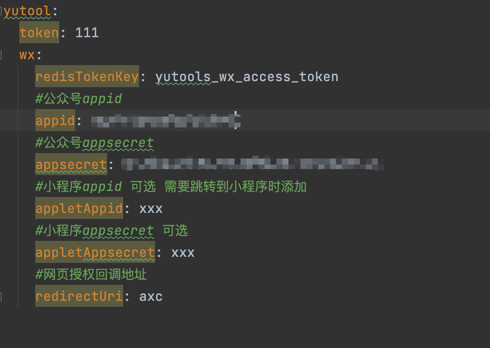 yutool:
token: 111
wx:
redisTokenKey: yutools_wx_access_token
#公众号appid
appid:
#公众号appsecret
appsecret:
#小程序appid 可选 需要跳转到小程序时添加
appletAppid: xxx
#小程序appsecret 可选
appletAppsecret: xxx
#网页授权回调地址
redirectUri: axc